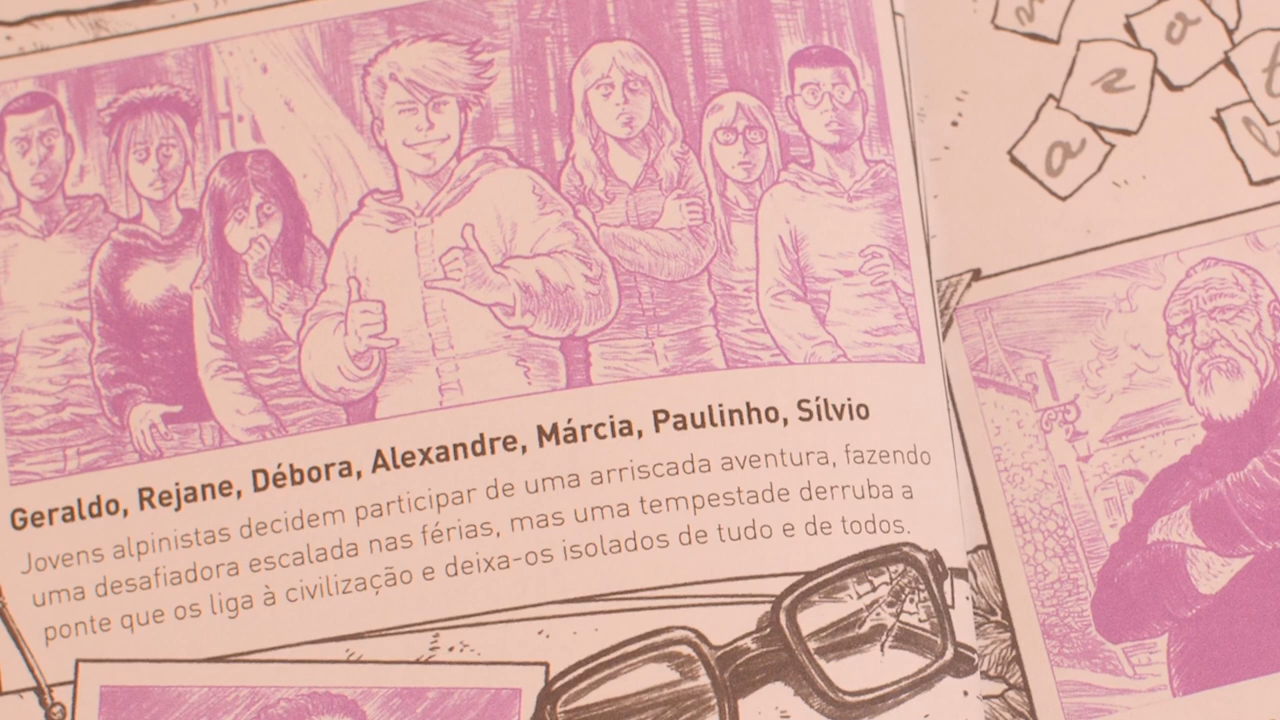 Geraldo, Rejane, Débora, Alexandre, Márcia, Paulinho, Sílvio
Jovens alpinistas decidem participar de uma arriscada aventura, fazendo
uma desafiadora escalada nas férias, mas uma tempestade derruba a
ponte que os liga à civilização e deixa-os isolados de tudo e de todos.
a
z
a
t